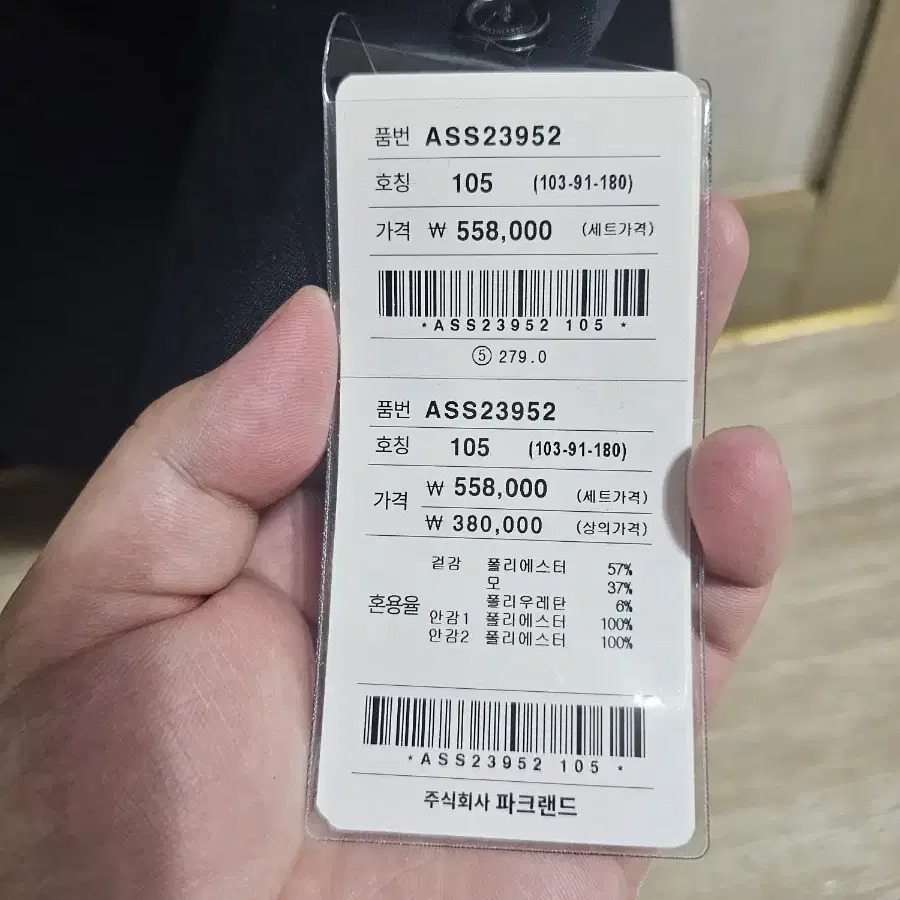 품번 ASS23952
호칭 105 (103-91-180)
가격 ₩ 558,000 (세트가격)
*ASS23952 105 *
⑤ 279.0
품번 ASS23952
호칭 105 (103-91-180)
가격 ₩ 558,000 (세트가격)
₩ 380,000 (상의가격)
혼용율 겉감 폴리에스터 57%
모 37%
폴리우레탄 6%
안감1 폴리에스터 100%
안감2 폴리에스터 100%
*ASS23952 105 *
주식회사 파크랜드